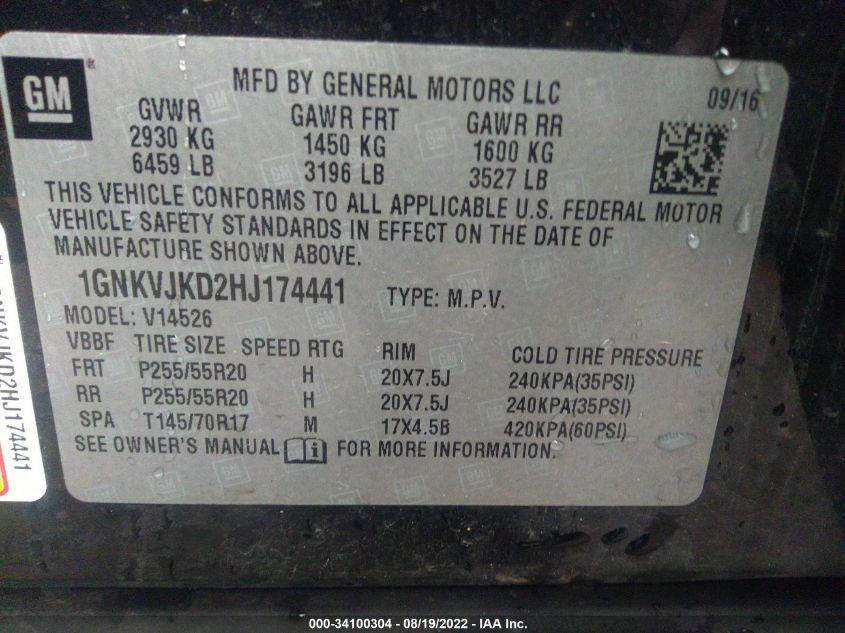 GM
MFD BY GENERAL MOTORS LLC
09/16
GVWR GAWR FRT GAWR RR
2930 KG 1450 KG 1600 KG
6459 LB 3196 LB 3527 LB
THIS VEHICLE CONFORMS TO ALL APPLICABLE U.S. FEDERAL MOTOR
VEHICLE SAFETY STANDARDS IN EFFECT ON THE DATE OF
MANUFACTURE SHOWN ABOVE.
1GNKVJKD2HJ174441 TYPE: M.P.V.
MODEL: V14526
VBBF TIRE SIZE SPEED RTG RIM COLD TIRE PRESSURE
FRT P255/55R20 H 20X7.5J 240KPA(35PSI)
RR P255/55R20 H 20X7.5J 240KPA(35PSI)
SPA T145/70R17 M 17X4.5B 420KPA(60PSI)
SEE OWNER'S MANUAL FOR MORE INFORMATION.
000-34100304 - 08/19/2022 - IAA Inc.